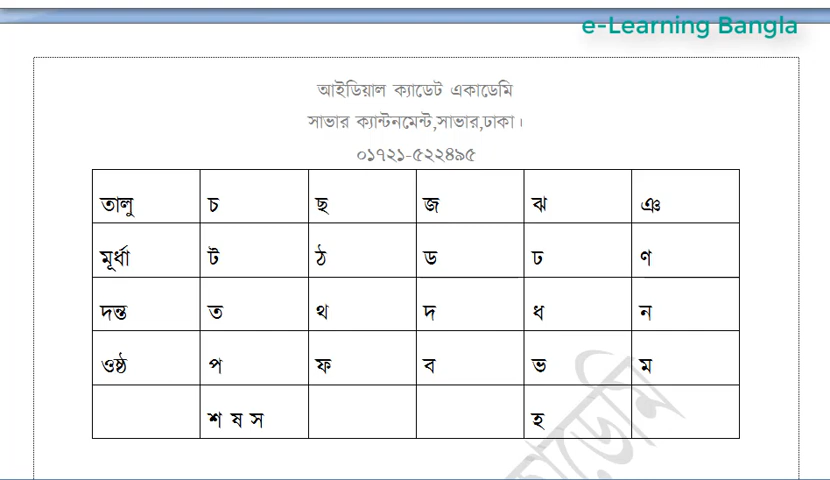 e-Learning Bangla
আইডিয়াল ক্যাডেট একাডেমি
সাভার ক্যান্টনমেন্ট,সাভার,ঢাকা।
০১৭২১-৫২২৪৯৫
তালু চ ছ জ ঝ ঞ
মূর্ধা ট ঠ ড ঢ ণ
দন্ত ত থ দ ধ ন
ওষ্ঠ প ফ ব ভ ম
শ ষ স হ